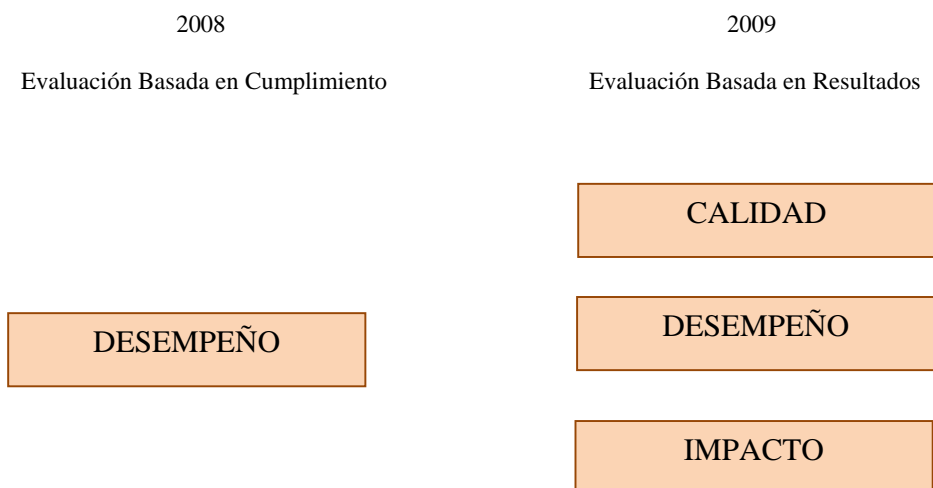 2008
2009
Evaluación Basada en Cumplimiento
Evaluación Basada en Resultados
CALIDAD
DESEMPEÑO
DESEMPEÑO
IMPACTO